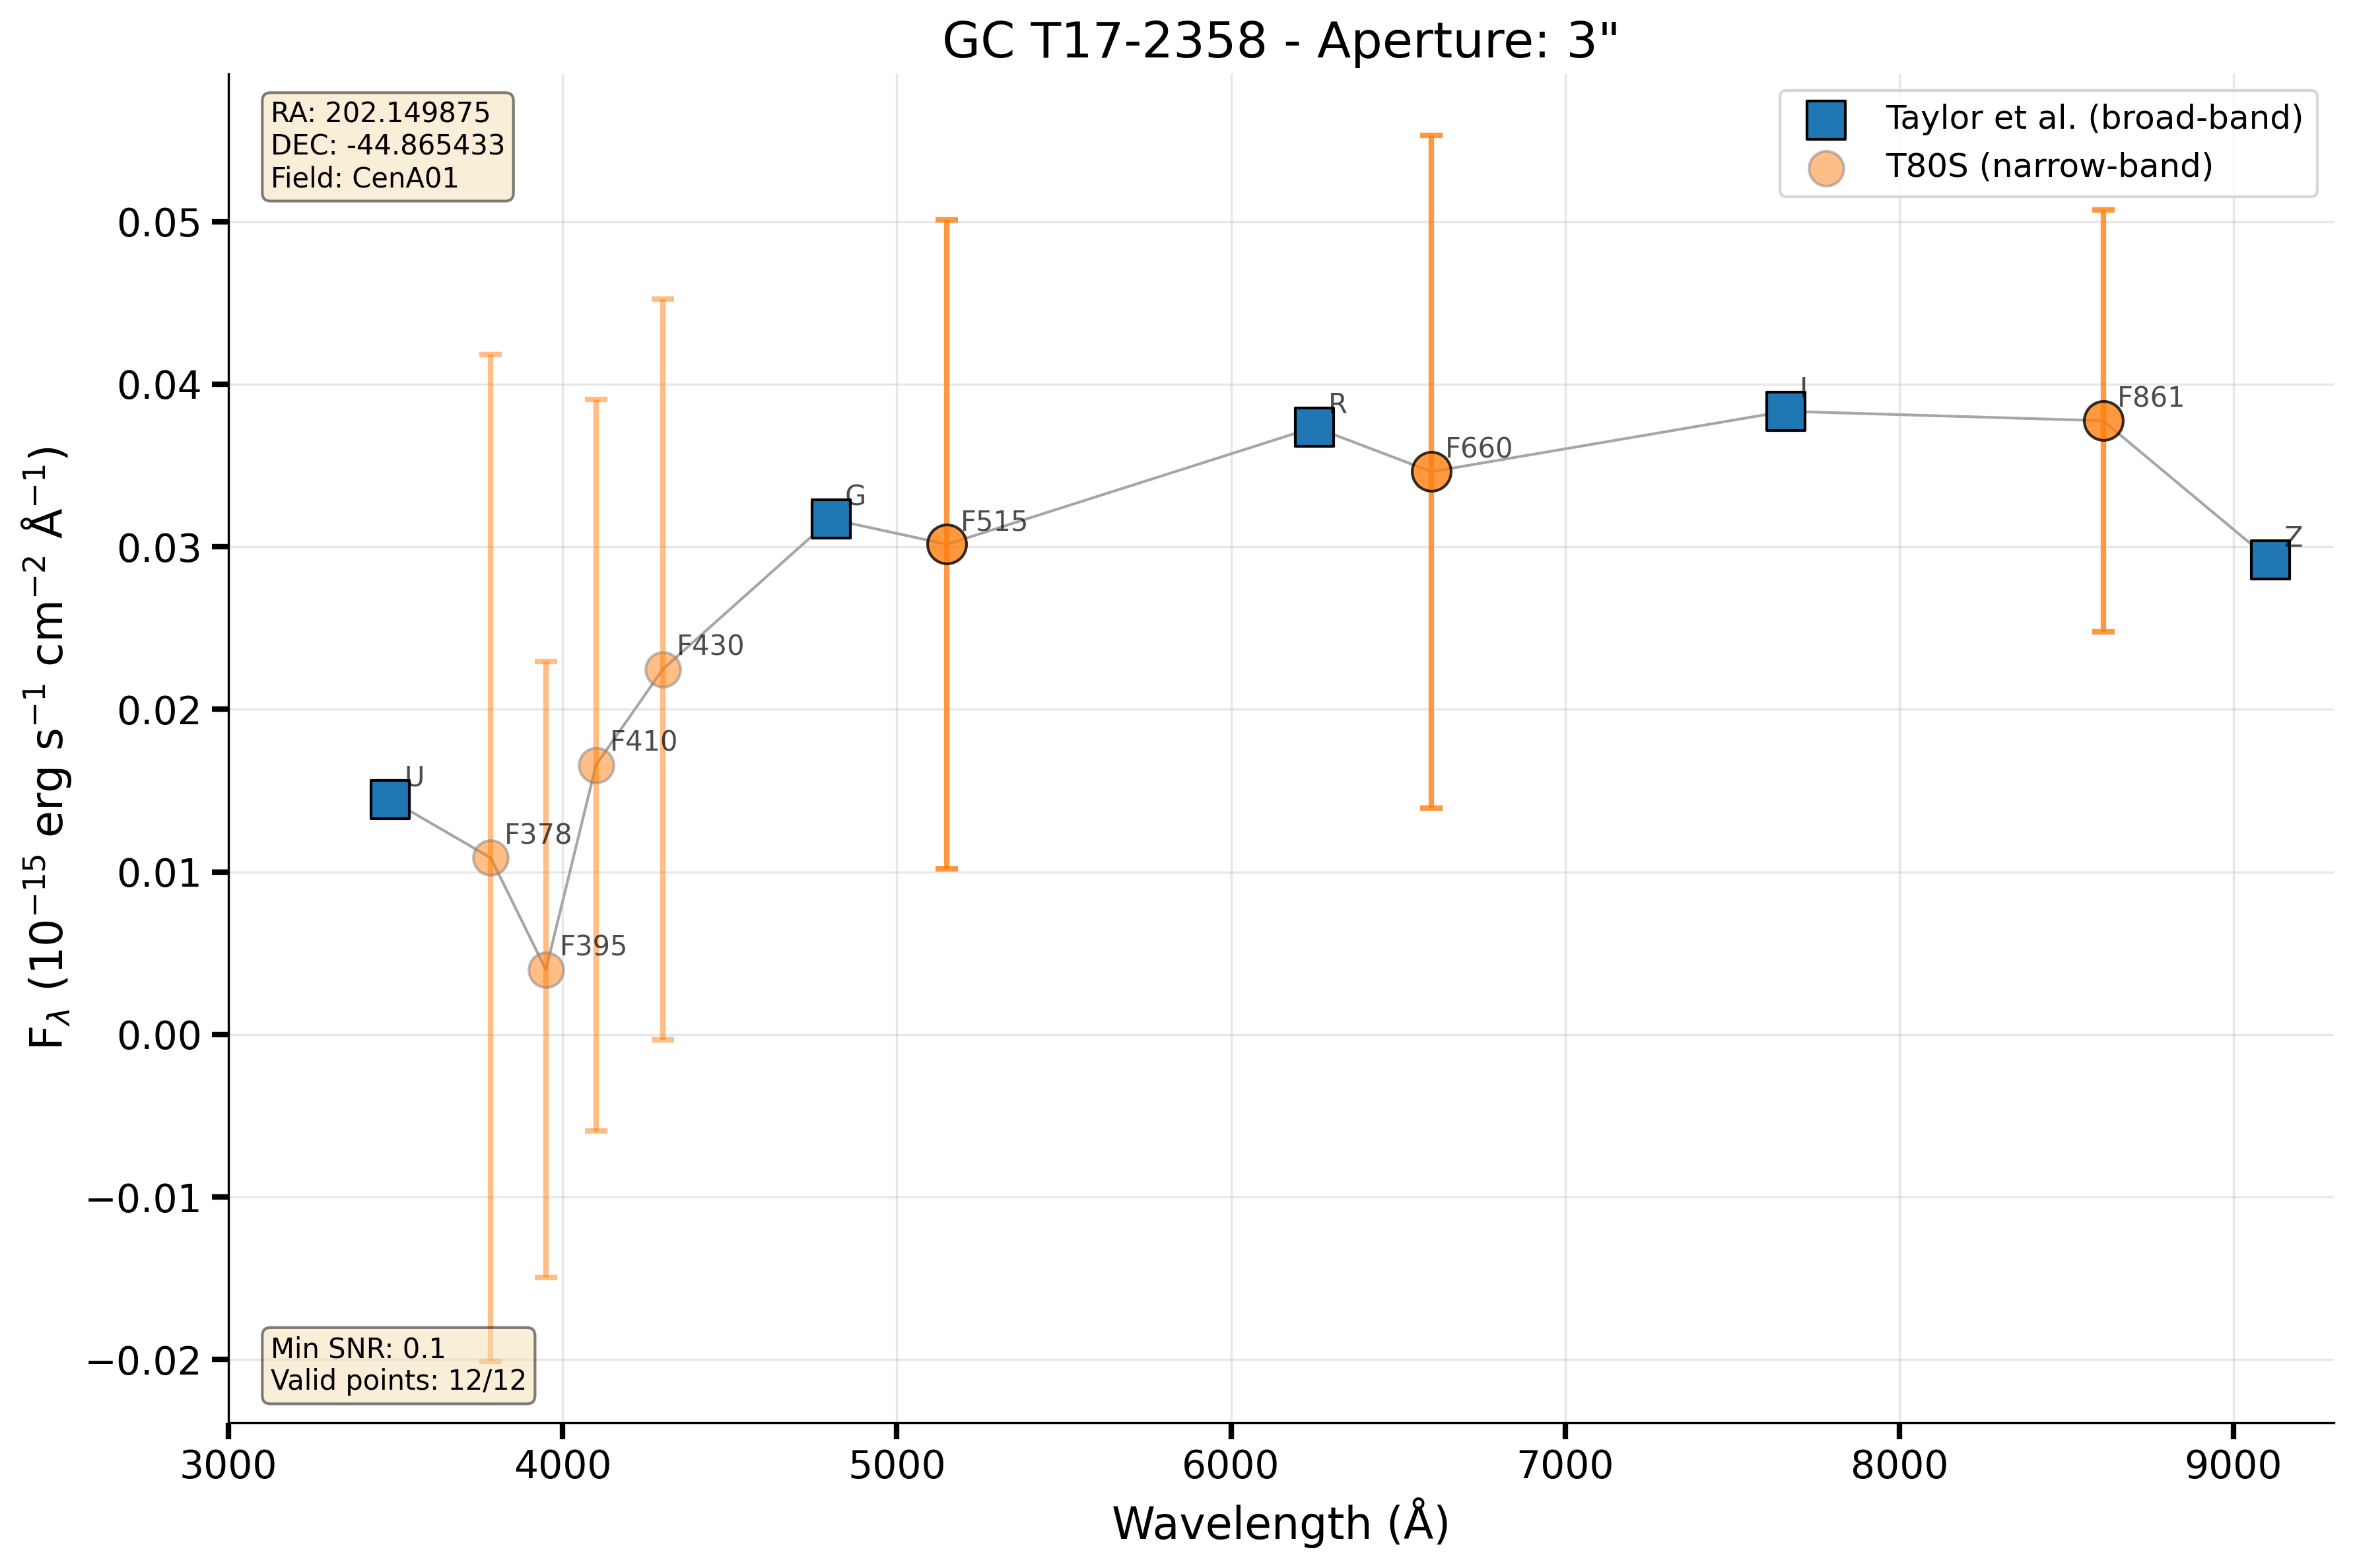 GC T17-2358 - Aperture: 3"
RA: 202.149875
DEC: -44.865433
Field: CenA01
Taylor et al. (broad-band)
T80S (narrow-band)
0.05
0.04
0.03
0.02
0.01
0.00
−0.01
−0.02
F_λ (10⁻¹⁵ erg s⁻¹ cm⁻² Å⁻¹)
U
F378
F395
F410
F430
G
F515
R
F660
I
F861
Z
Min SNR: 0.1
Valid points: 12/12
3000 4000 5000 6000 7000 8000 9000
Wavelength (Å)